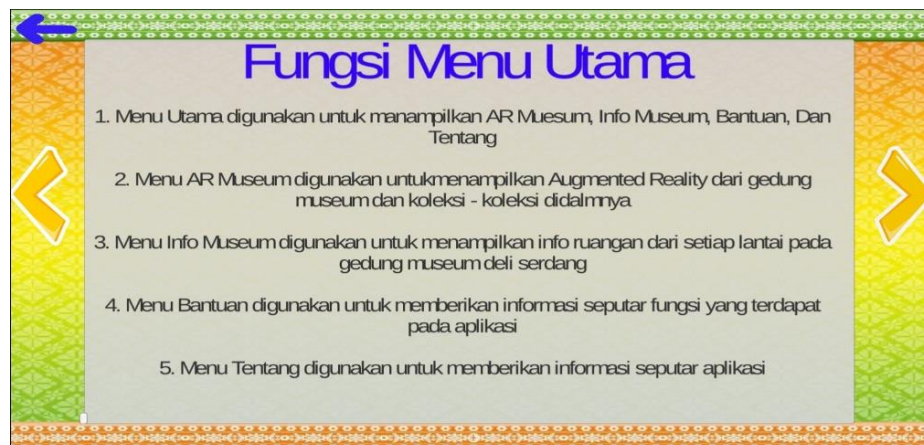 Fungsi Menu Utama
1. Menu Utama digunakan untuk manampilkan AR Muesum, Info Museum, Bantuan, Dan
Tentang
2. Menu AR Museum digunakan untukmenampilkan Augmented Reality dari gedung
museum dan koleksi - koleksi didalmnya
3. Menu Info Museum digunakan untuk menampilkan info ruangan dari setiap lantai pada
gedung museum deli serdang
4. Menu Bantuan digunakan untuk memberikan informasi seputar fungsi yang terdapat
pada aplikasi
5. Menu Tentang digunakan untuk memberikan informasi seputar aplikasi